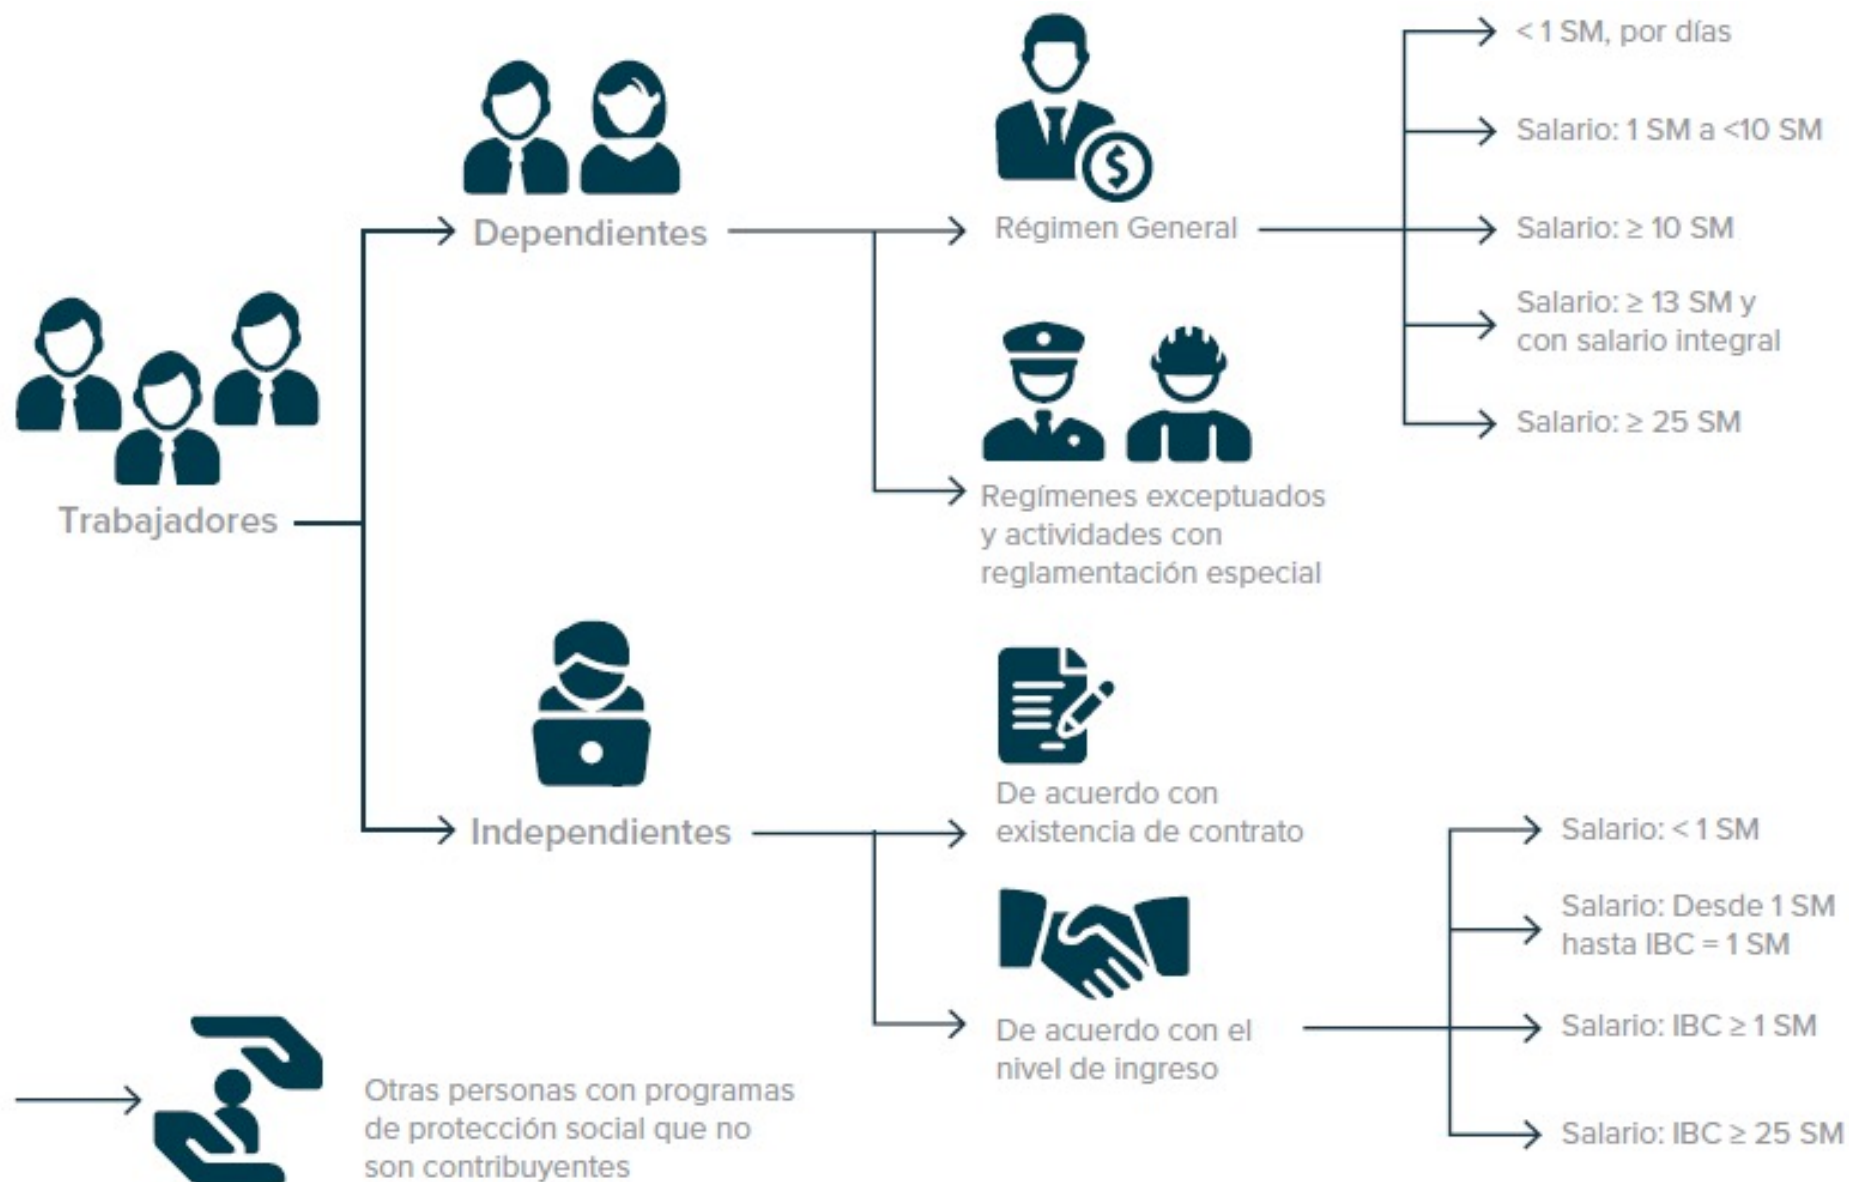 Trabajadores
Dependientes
Régimen General
< 1 SM, por días
Salario: 1 SM a <10 SM
Salario: ≥ 10 SM
Salario: ≥ 13 SM y
con salario integral
Salario: ≥ 25 SM
Regímenes exceptuados
y actividades con
reglamentación especial
Independientes
De acuerdo con
existencia de contrato
De acuerdo con el
nivel de ingreso
Salario: < 1 SM
Salario: Desde 1 SM
hasta IBC = 1 SM
Salario: IBC ≥ 1 SM
Salario: IBC ≥ 25 SM
Otras personas con programas
de protección social que no
son contribuyentes